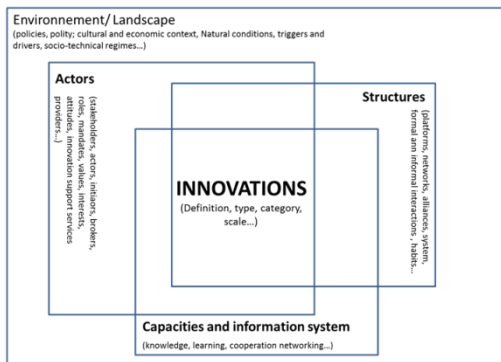 Environnement/ Landscape
(policies, polity; cultural and economic context, Natural conditions, triggers and
drivers, socio-technical regimes...)
Actors
(stakeholders, actors, initiaors, brokers,
roles, mandates, values, interests,
attitudes, innovation support services
providers...)
Structures
(platforms, networks, alliances, system,
formal ann informal interactions , habits...
INNOVATIONS
(Definition, type, category,
scale...)
Capacities and information system
(knowledge, learning, cooperation networking...)